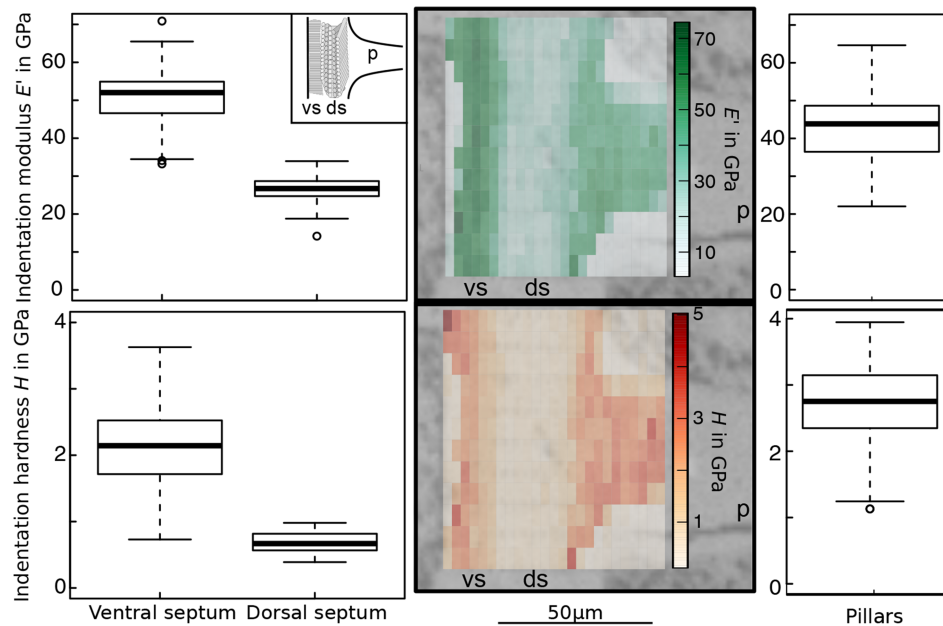 Indentation modulus E' in GPa
60
40
20
0
vs ds
p
70
50
30
10
E' in GPa
p
vs ds
60
40
20
0
Indentation hardness H in GPa
4
2
0
Ventral septum Dorsal septum
5
3
1
H in GPa
p
vs ds
50µm
4
2
0
Pillars